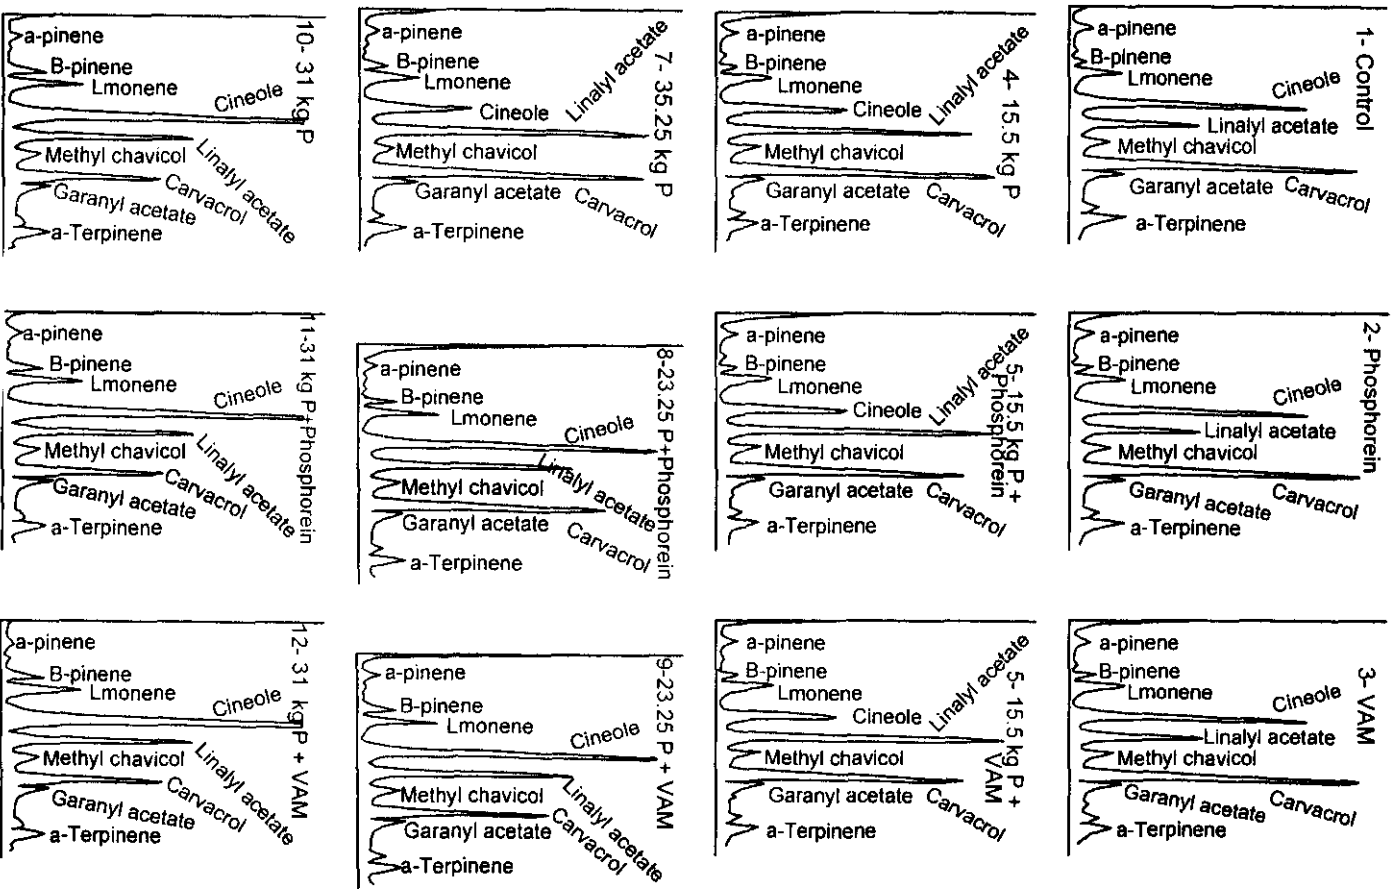 10- 31 kg P
a-pinene
B-pinene
Lmonene
Cineole
Linalyl acetate
Methyl chavicol
Carvacrol
Garanyl acetate
a-Terpinene
7- 35.25 kg P
a-pinene
B-pinene
Lmonene
Cineole
Linalyl acetate
Methyl chavicol
Garanyl acetate
Carvacrol
a-Terpinene
4- 15.5 kg P
a-pinene
B-pinene
Lmonene
Cineole
Linalyl acetate
Methyl chavicol
Garanyl acetate
Carvacrol
a-Terpinene
1- Control
a-pinene
B-pinene
Lmonene
Cineole
Linalyl acetate
Methyl chavicol
Garanyl acetate
Carvacrol
a-Terpinene
11-31 kg P+Phosphorein
a-pinene
B-pinene
Lmonene
Cineole
Linalyl acetate
Methyl chavicol
Carvacrol
Garanyl acetate
a-Terpinene
8-23.25 P+Phosphorein
a-pinene
B-pinene
Lmonene
Cineole
Linalyl acetate
Methyl chavicol
Garanyl acetate
Carvacrol
a-Terpinene
5- 15.5 kg P +
Phosphorein
a-pinene
B-pinene
Lmonene
Cineole
Linalyl acetate
Methyl chavicol
Garanyl acetate
Carvacrol
a-Terpinene
2- Phosphorein
a-pinene
B-pinene
Lmonene
Cineole
Linalyl acetate
Methyl chavicol
Garanyl acetate
Carvacrol
a-Terpinene
12- 31 kgP + VAM
a-pinene
B-pinene
Lmonene
Cineole
Linalyl acetate
Methyl chavicol
Carvacrol
Garanyl acetate
a-Terpinene
9-23.25 P + VAM
a-pinene
B-pinene
Lmonene
Cineole
Linalyl acetate
Methyl chavicol
Carvacrol
Garanyl acetate
a-Terpinene
5- 15.5 kg P +
VAM
a-pinene
B-pinene
Lmonene
Cineole
Linalyl acetate
Methyl chavicol
Garanyl acetate
Carvacrol
a-Terpinene
3- VAM
a-pinene
B-pinene
Lmonene
Cineole
Linalyl acetate
Methyl chavicol
Garanyl acetate
Carvacrol
a-Terpinene